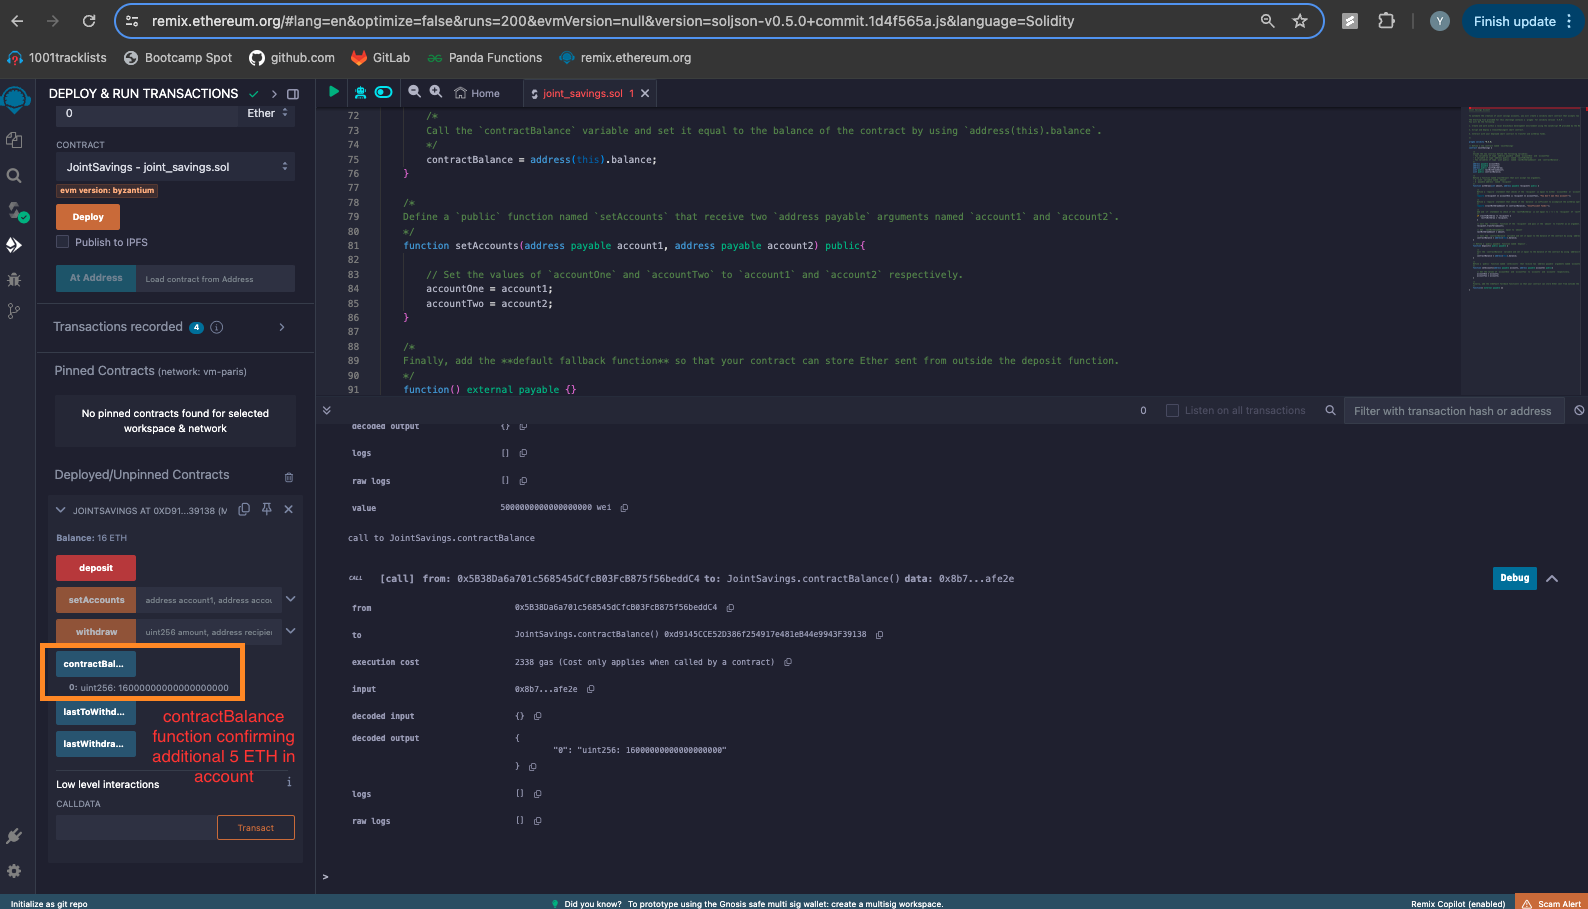 remix.ethereum.org/#lang=en&optimize=false&runs=200&evmVersion=null&version=soljson-v0.5.0+commit.1d4f565a.js&language=Solidity
Y
Finish update
1001tracklists
Bootcamp Spot
github.com
GitLab
Panda Functions
remix.ethereum.org
DEPLOY & RUN TRANSACTIONS
0
Ether
CONTRACT
JointSavings - joint_savings.sol
evm version: byzantium
Deploy
Publish to IPFS
At Address
Load contract from Address
Transactions recorded 4 i
Pinned Contracts (network: vm-paris)
No pinned contracts found for selected
workspace & network
Deployed/Unpinned Contracts
JOINTSAVINGS AT 0XD91...39138 (M
Balance: 16 ETH
deposit
setAccounts
address account1, address accou
withdraw
uint256 amount, address recipien
contractBal...
0: uint256: 16000000000000000000
lastToWithd...
lastWithdra...
contractBalance
function confirming
additional 5 ETH in
account
Low level interactions
i
CALLDATA
Transact
Home
joint_savings.sol 1
72 /*
73 Call the `contractBalance` variable and set it equal to the balance of the contract by using `address(this).balance`.
74 */
75 contractBalance = address(this).balance;
76 }
77
78 /*
79 Define a `public` function named `setAccounts` that receive two `address payable` arguments named `account1` and `account2`.
80 */
81 function setAccounts(address payable account1, address payable account2) public{
82
83 // Set the values of `accountOne` and `accountTwo` to `account1` and `account2` respectively.
84 accountOne = account1;
85 accountTwo = account2;
86 }
87
88 /*
89 Finally, add the **default fallback function** so that your contract can store Ether sent from outside the deposit function.
90 */
91 function() external payable {}
0
Listen on all transactions
Filter with transaction hash or address
decoded output {}
logs []
raw logs []
value 5000000000000000000 wei
call to JointSavings.contractBalance
CALL [call] from: 0x5B38Da6a701c568545dCfcB03FcB875f56beddC4 to: JointSavings.contractBalance() data: 0x8b7...afe2e
Debug
from 0x5B38Da6a701c568545dCfcB03FcB875f56beddC4
to JointSavings.contractBalance() 0xd9145CCE52D386f254917e481eB44e9943F39138
execution cost 2338 gas (Cost only applies when called by a contract)
input 0x8b7...afe2e
decoded input {}
decoded output {
"0": "uint256: 16000000000000000000"
}
logs []
raw logs []
>
Initialize as git repo
Did you know? To prototype using the Gnosis safe multi sig wallet: create a multisig workspace.
Remix Copilot (enabled)
Scam Alert